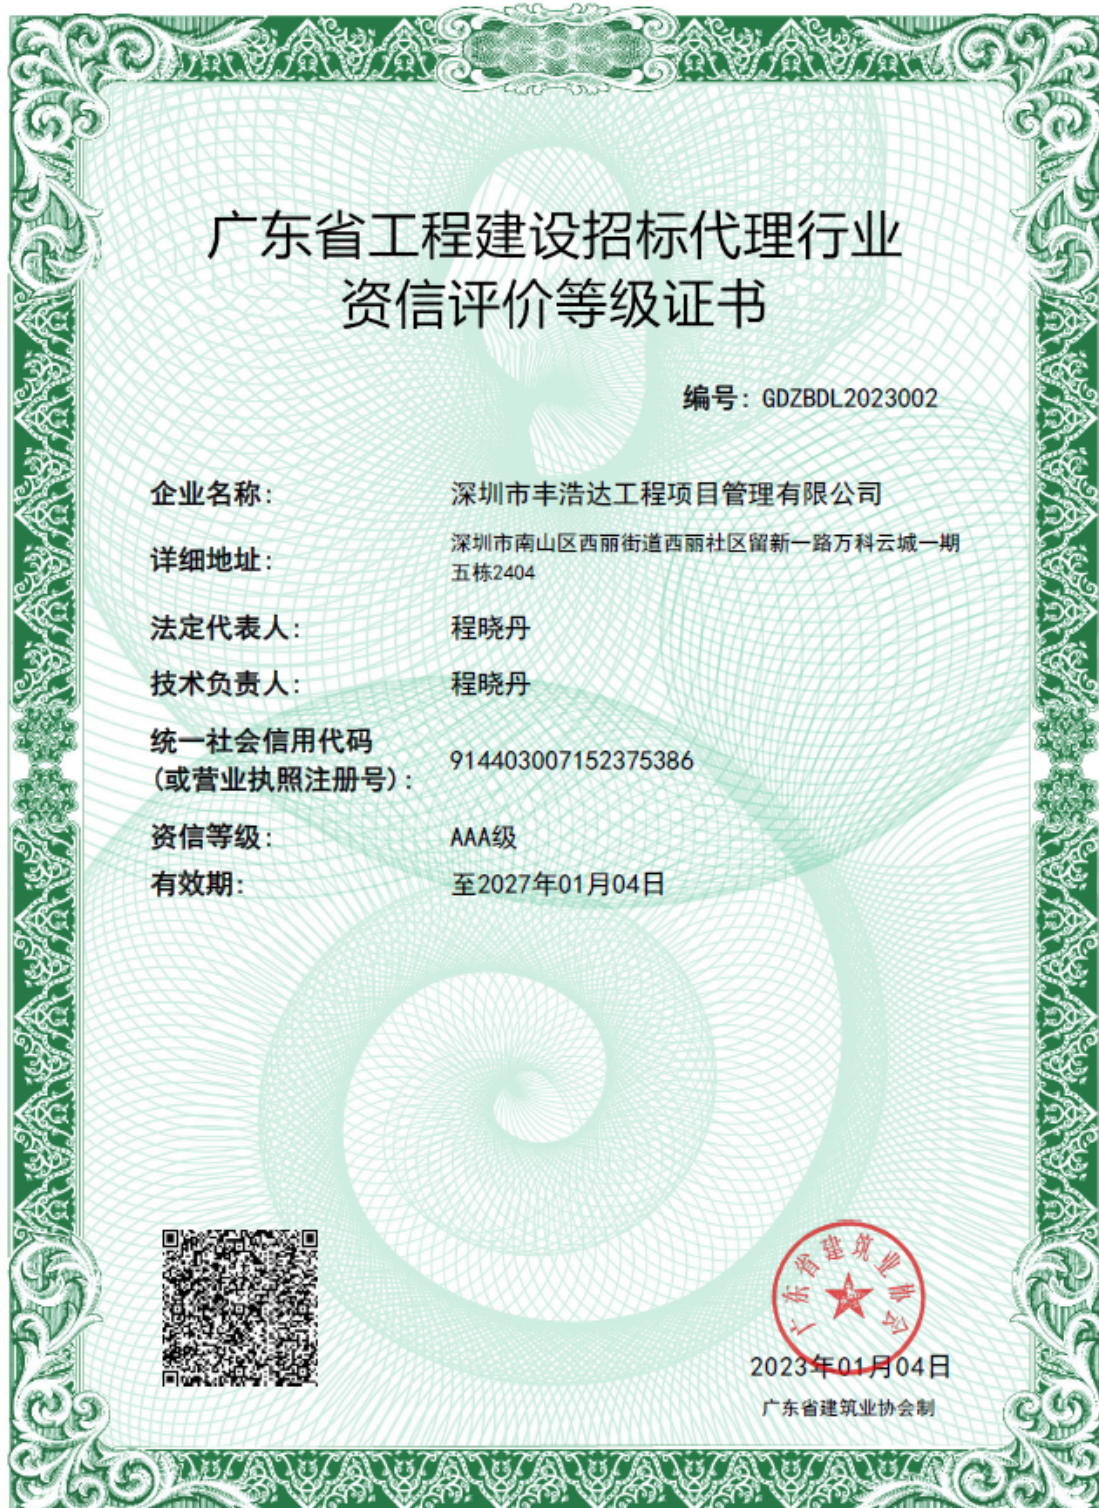 广东省工程建设招标代理行业
资信评价等级证书
编号：GDZBDL2023002
企业名称：深圳市丰浩达工程项目管理有限公司
详细地址：深圳市南山区西丽街道西丽社区留新一路万科云城一期
五栋2404
法定代表人：程晓丹
技术负责人：程晓丹
统一社会信用代码
(或营业执照注册号)：914403007152375386
资信等级：AAA级
有效期：至2027年01月04日
广东省建筑业协会
2023年01月04日
广东省建筑业协会制